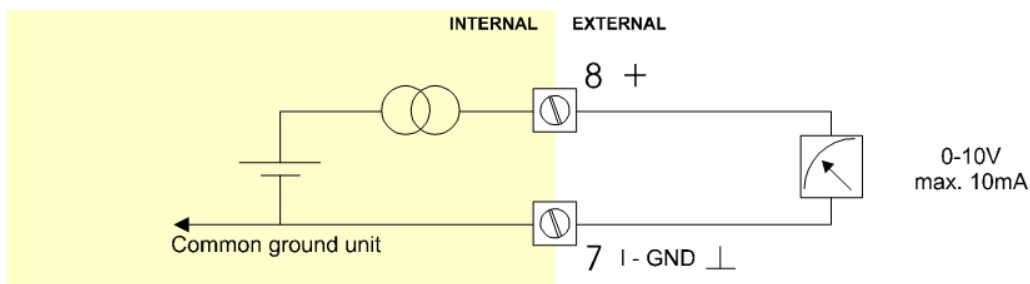 INTERNAL EXTERNAL
8 +
0-10V
max. 10mA
Common ground unit
7 I - GND ⊥